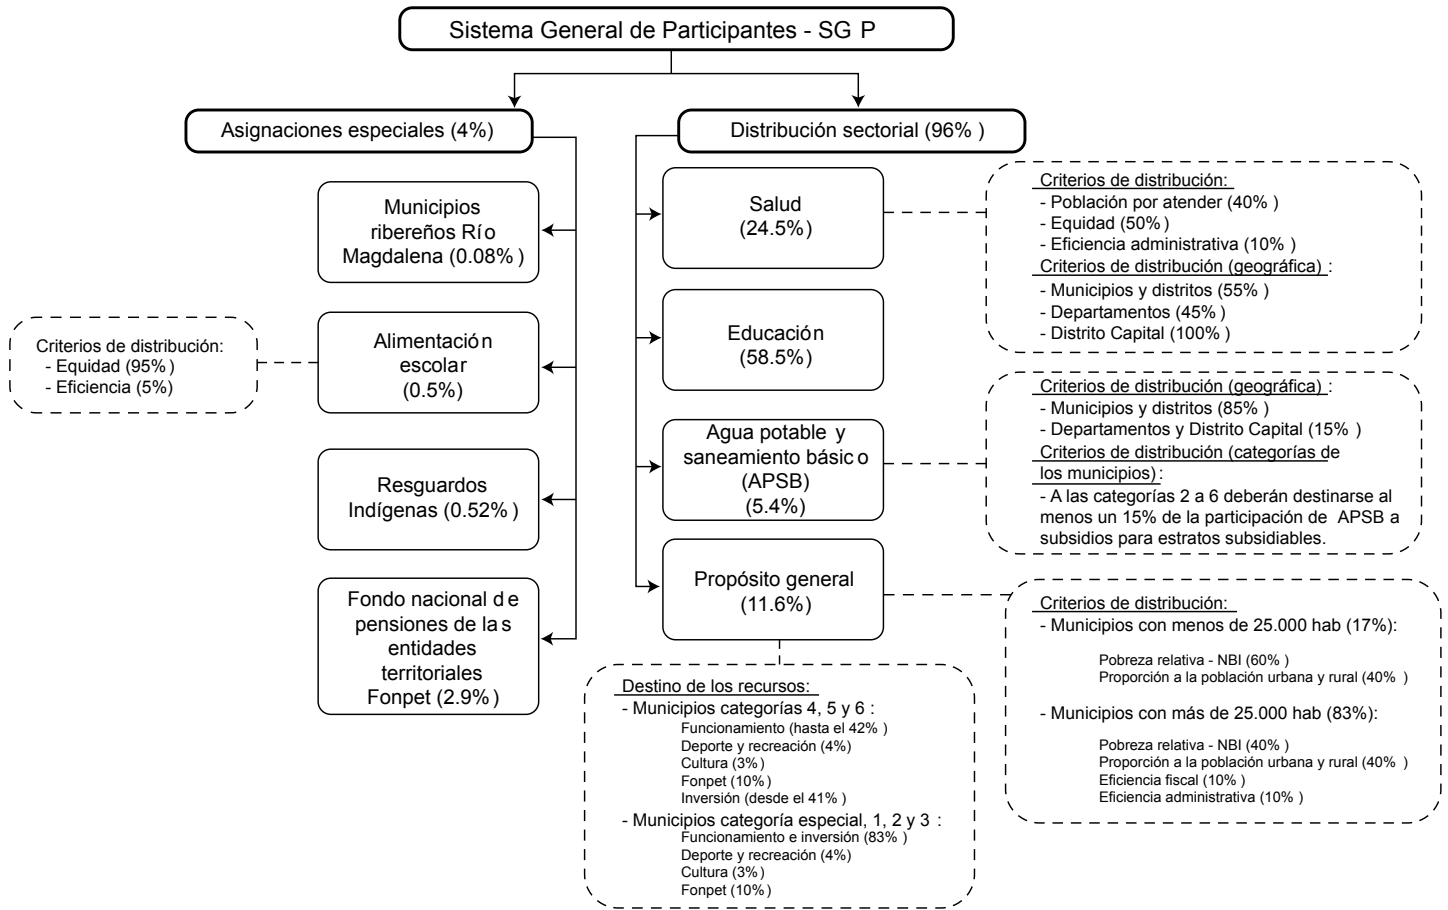 Sistema General de Participantes - SG P
Asignaciones especiales (4%)
Municipios
ribereños Río
Magdalena (0.08% )
Alimentación
escolar
(0.5%)
Criterios de distribución:
- Equidad (95%)
- Eficiencia (5%)
Resguardos
Indígenas (0.52% )
Fondo nacional de
pensiones de las
entidades
territoriales
Fonpet (2.9%)
Distribución sectorial (96% )
Salud
(24.5%)
Criterios de distribución:
- Población por atender (40% )
- Equidad (50%)
- Eficiencia administrativa (10% )
Criterios de distribución (geográfica) :
- Municipios y distritos (55% )
- Departamentos (45% )
- Distrito Capital (100% )
Educación
(58.5%)
Agua potable y
saneamiento básico
(APSB)
(5.4%)
Criterios de distribución (geográfica) :
- Municipios y distritos (85% )
- Departamentos y Distrito Capital (15% )
Criterios de distribución (categorías de
los municipios) :
- A las categorías 2 a 6 deberán destinarse al
menos un 15% de la participación de APSB a
subsidios para estratos subsidiables.
Propósito general
(11.6%)
Criterios de distribución:
- Municipios con menos de 25.000 hab (17%):
Pobreza relativa - NBI (60% )
Proporción a la población urbana y rural (40% )
- Municipios con más de 25.000 hab (83%):
Pobreza relativa - NBI (40% )
Proporción a la población urbana y rural (40% )
Eficiencia fiscal (10% )
Eficiencia administrativa (10% )
Destino de los recursos:
- Municipios categorías 4, 5 y 6 :
Funcionamiento (hasta el 42% )
Deporte y recreación (4%)
Cultura (3%)
Fonpet (10%)
Inversión (desde el 41% )
- Municipios categoría especial, 1, 2 y 3 :
Funcionamiento e inversión (83% )
Deporte y recreación (4%)
Cultura (3%)
Fonpet (10%)